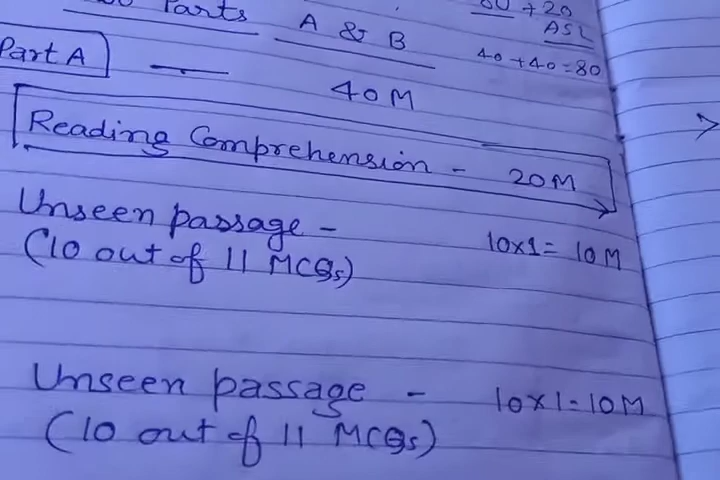 Parts A & B
80 + 20
ASL
40 + 40 = 80
Part A
40M
Reading Comprehension - 20M
Unseen passage -
(10 out of 11 MCQs)
10x1 = 10M
Unseen passage - 10x1=10M
(10 out of 11 MCQs)